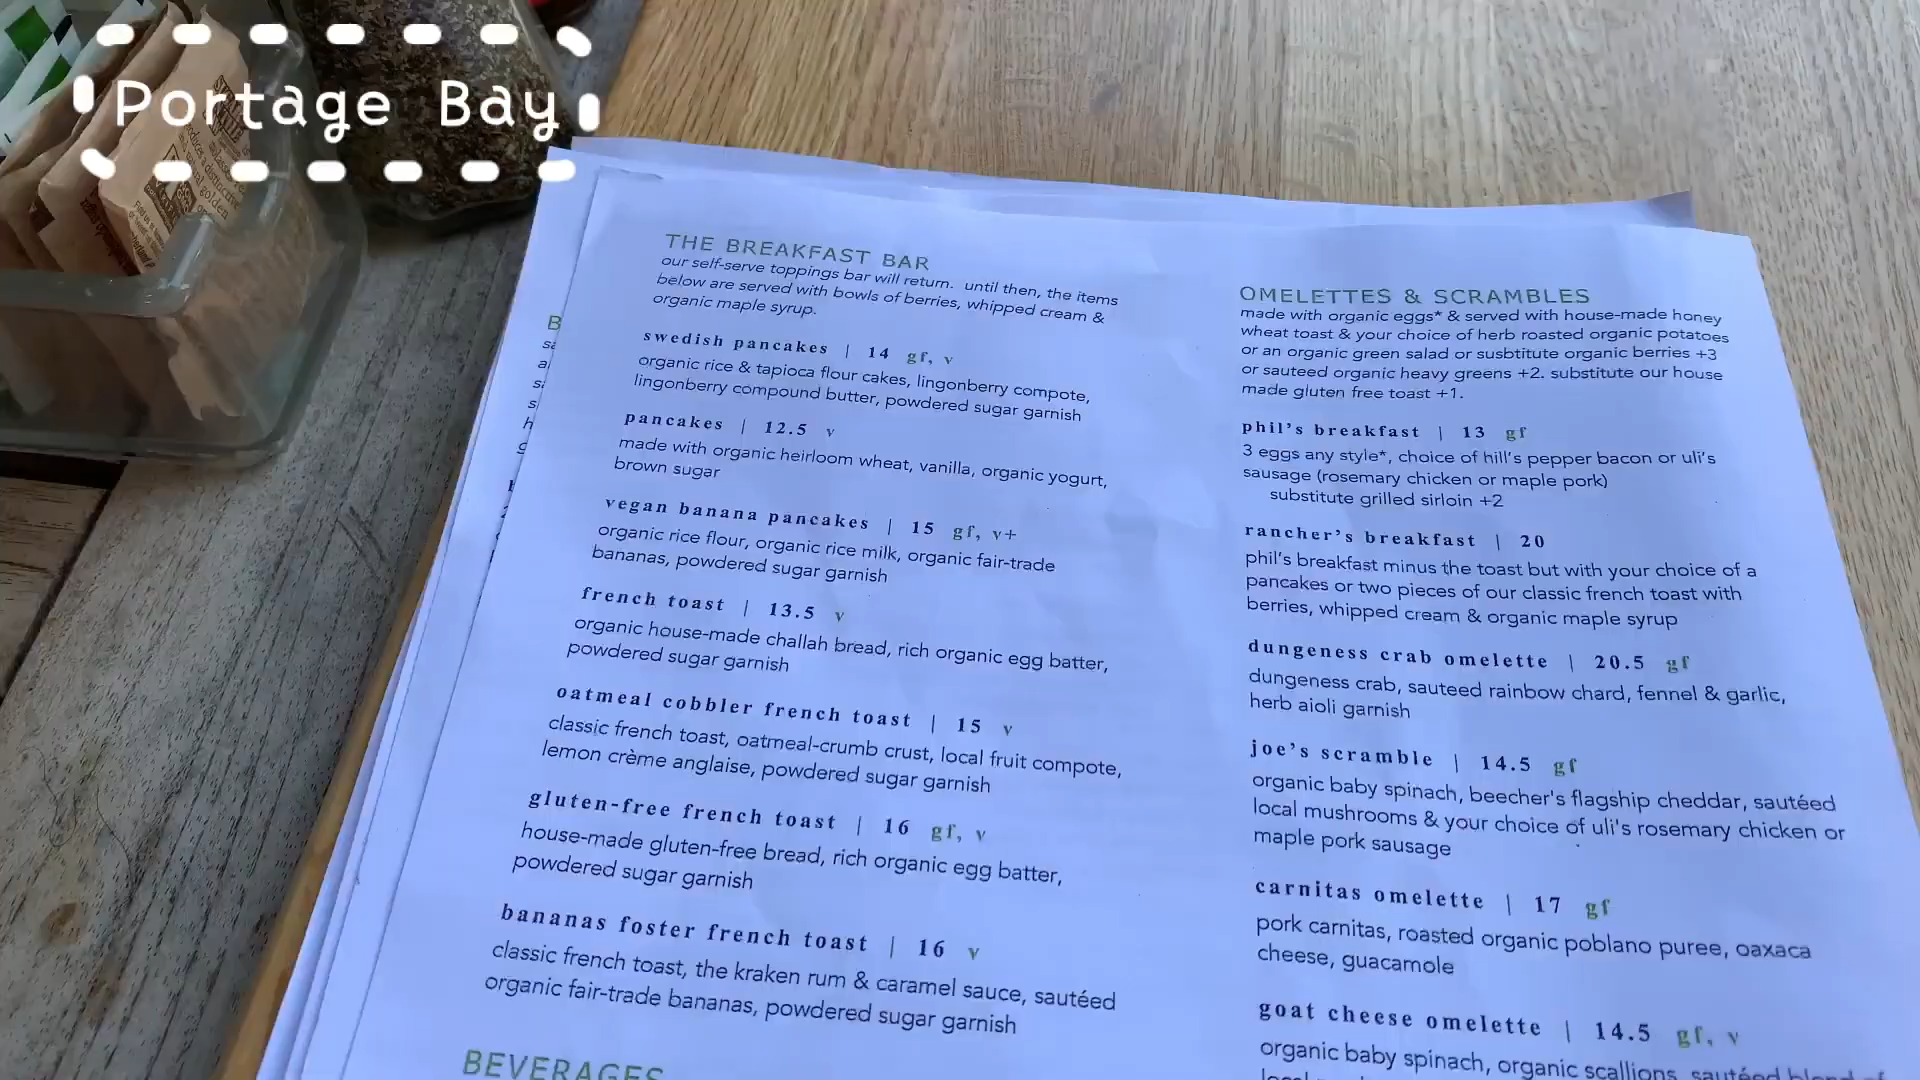 Portage Bay
THE BREAKFAST BAR
our self-serve toppings bar will return. until then, the items
below are served with bowls of berries, whipped cream &
organic maple syrup.
swedish pancakes | 14 gf, v
organic rice & tapioca flour cakes, lingonberry compote,
lingonberry compound butter, powdered sugar garnish
pancakes | 12.5 v
made with organic heirloom wheat, vanilla, organic yogurt,
brown sugar
vegan banana pancakes | 15 gf, v+
organic rice flour, organic rice milk, organic fair-trade
bananas, powdered sugar garnish
french toast | 13.5 v
organic house-made challah bread, rich organic egg batter,
powdered sugar garnish
oatmeal cobbler french toast | 15 v
classic french toast, oatmeal-crumb crust, local fruit compote,
lemon crème anglaise, powdered sugar garnish
gluten-free french toast | 16 gf, v
house-made gluten-free bread, rich organic egg batter,
powdered sugar garnish
bananas foster french toast | 16 v
classic french toast, the kraken rum & caramel sauce, sautéed
organic fair-trade bananas, powdered sugar garnish
BEVERAGES
OMELETTES & SCRAMBLES
made with organic eggs* & served with house-made honey
wheat toast & your choice of herb roasted organic potatoes
or an organic green salad or susbtitute organic berries +3
or sauteed organic heavy greens +2. substitute our house
made gluten free toast +1.
phil's breakfast | 13 gf
3 eggs any style*, choice of hill's pepper bacon or uli's
sausage (rosemary chicken or maple pork)
substitute grilled sirloin +2
rancher's breakfast | 20
phil's breakfast minus the toast but with your choice of a
pancakes or two pieces of our classic french toast with
berries, whipped cream & organic maple syrup
dungeness crab omelette | 20.5 gf
dungeness crab, sauteed rainbow chard, fennel & garlic,
herb aioli garnish
joe's scramble | 14.5 gf
organic baby spinach, beecher's flagship cheddar, sautéed
local mushrooms & your choice of uli's rosemary chicken or
maple pork sausage
carnitas omelette | 17 gf
pork carnitas, roasted organic poblano puree, oaxaca
cheese, guacamole
goat cheese omelette | 14.5 gf, v
organic baby spinach, organic scallions, sautéed blend of